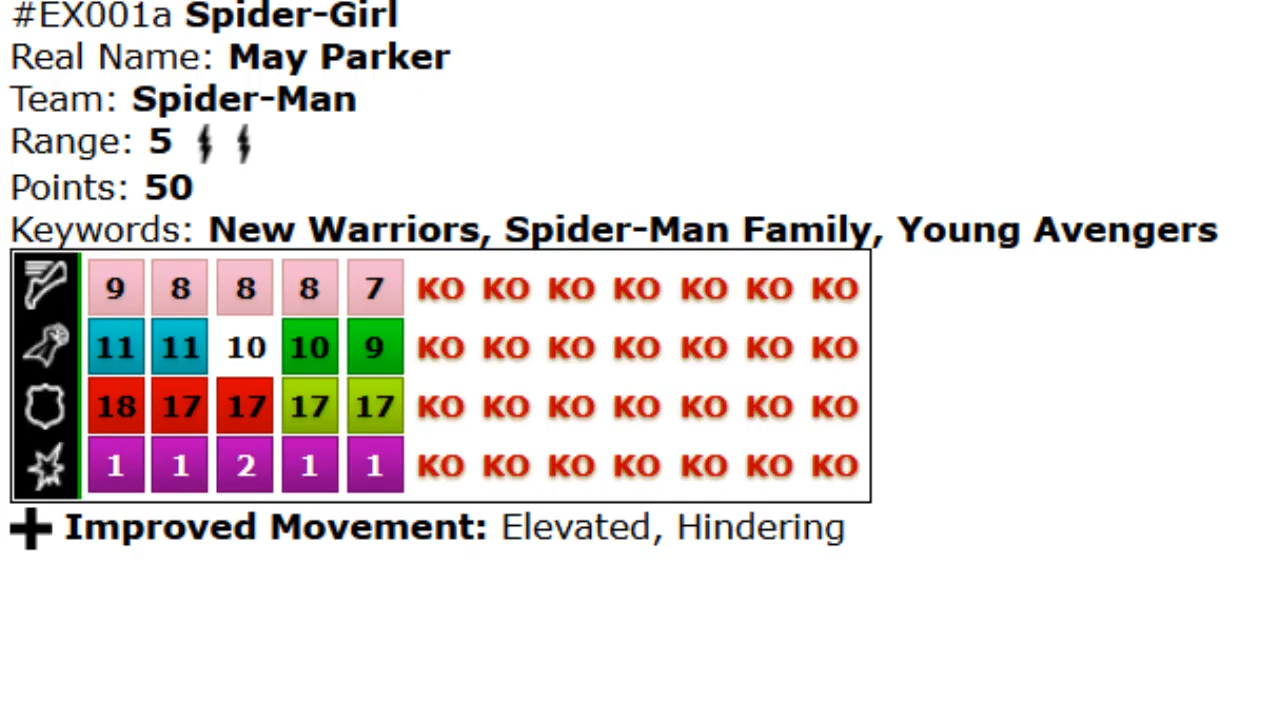 #EX001a Spider-Girl
Real Name: May Parker
Team: Spider-Man
Range: 5
Points: 50
Keywords: New Warriors, Spider-Man Family, Young Avengers
9 8 8 8 7 KO KO KO KO KO KO KO
11 11 10 10 9 KO KO KO KO KO KO KO
18 17 17 17 17 KO KO KO KO KO KO KO
1 1 2 1 1 KO KO KO KO KO KO KO
Improved Movement: Elevated, Hindering